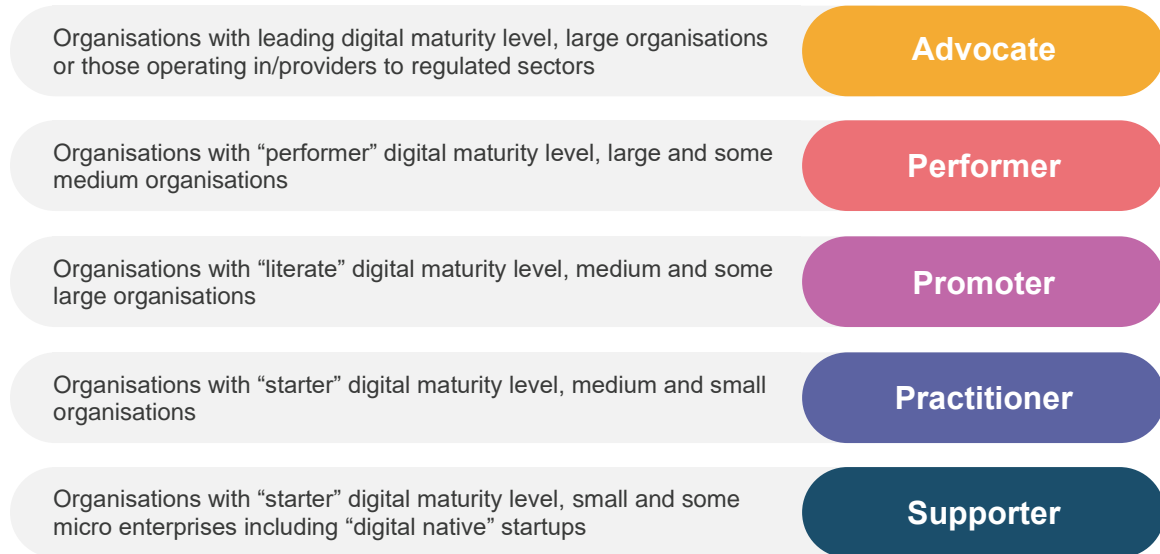 Organisations with leading digital maturity level, large organisations
or those operating in/providers to regulated sectors
Advocate
Organisations with “performer” digital maturity level, large and some
medium organisations
Performer
Organisations with “literate” digital maturity level, medium and some
large organisations
Promoter
Organisations with “starter” digital maturity level, medium and small
organisations
Practitioner
Organisations with “starter” digital maturity level, small and some
micro enterprises including “digital native” startups
Supporter